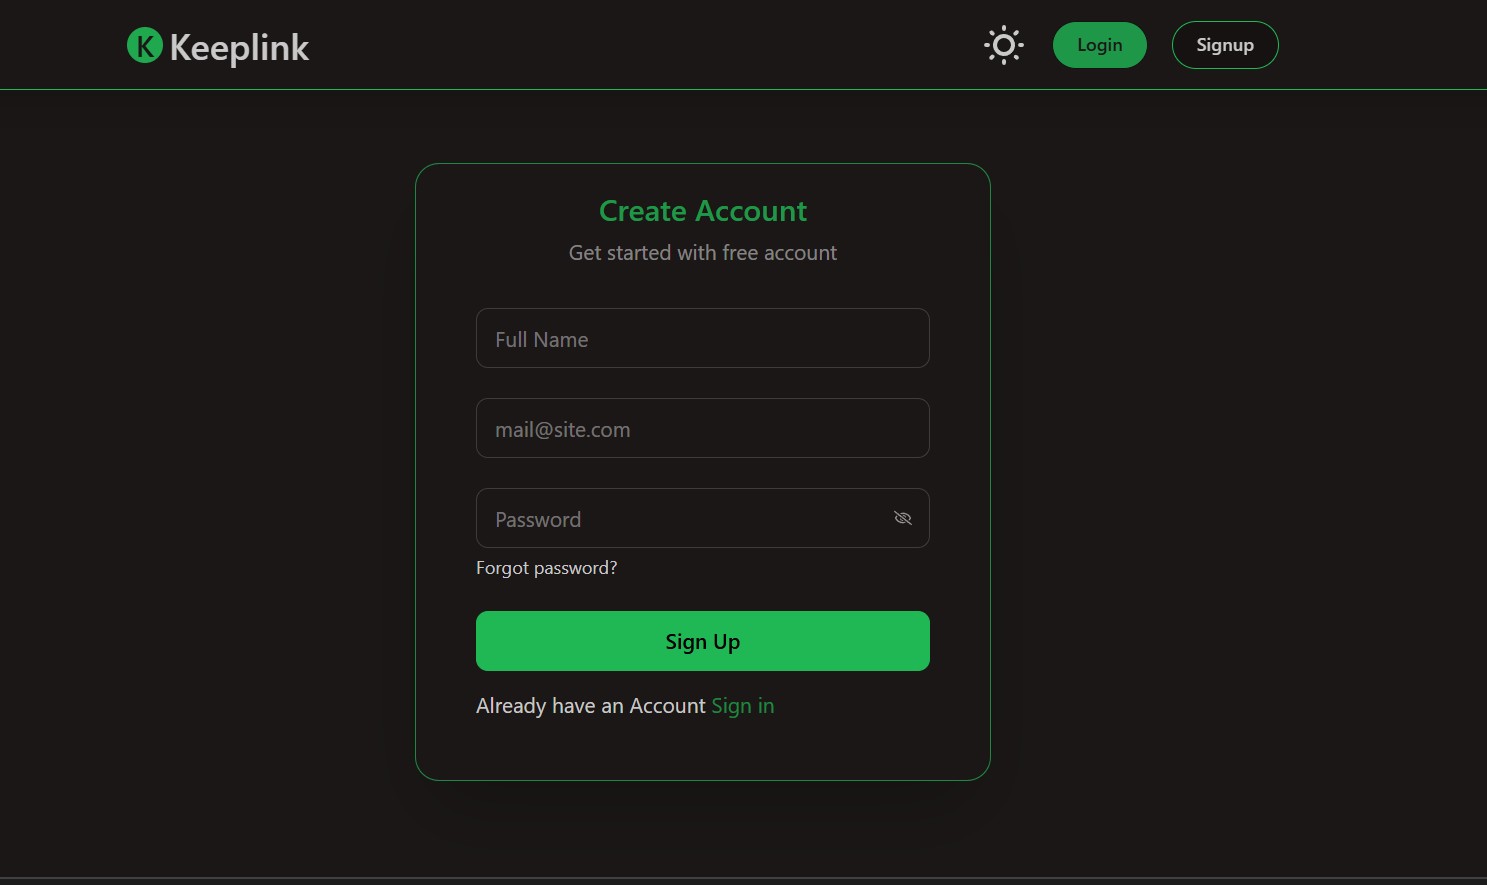 K Keeplink
Login
Signup
Create Account
Get started with free account
Full Name
mail@site.com
Password
Forgot password?
Sign Up
Already have an Account Sign in